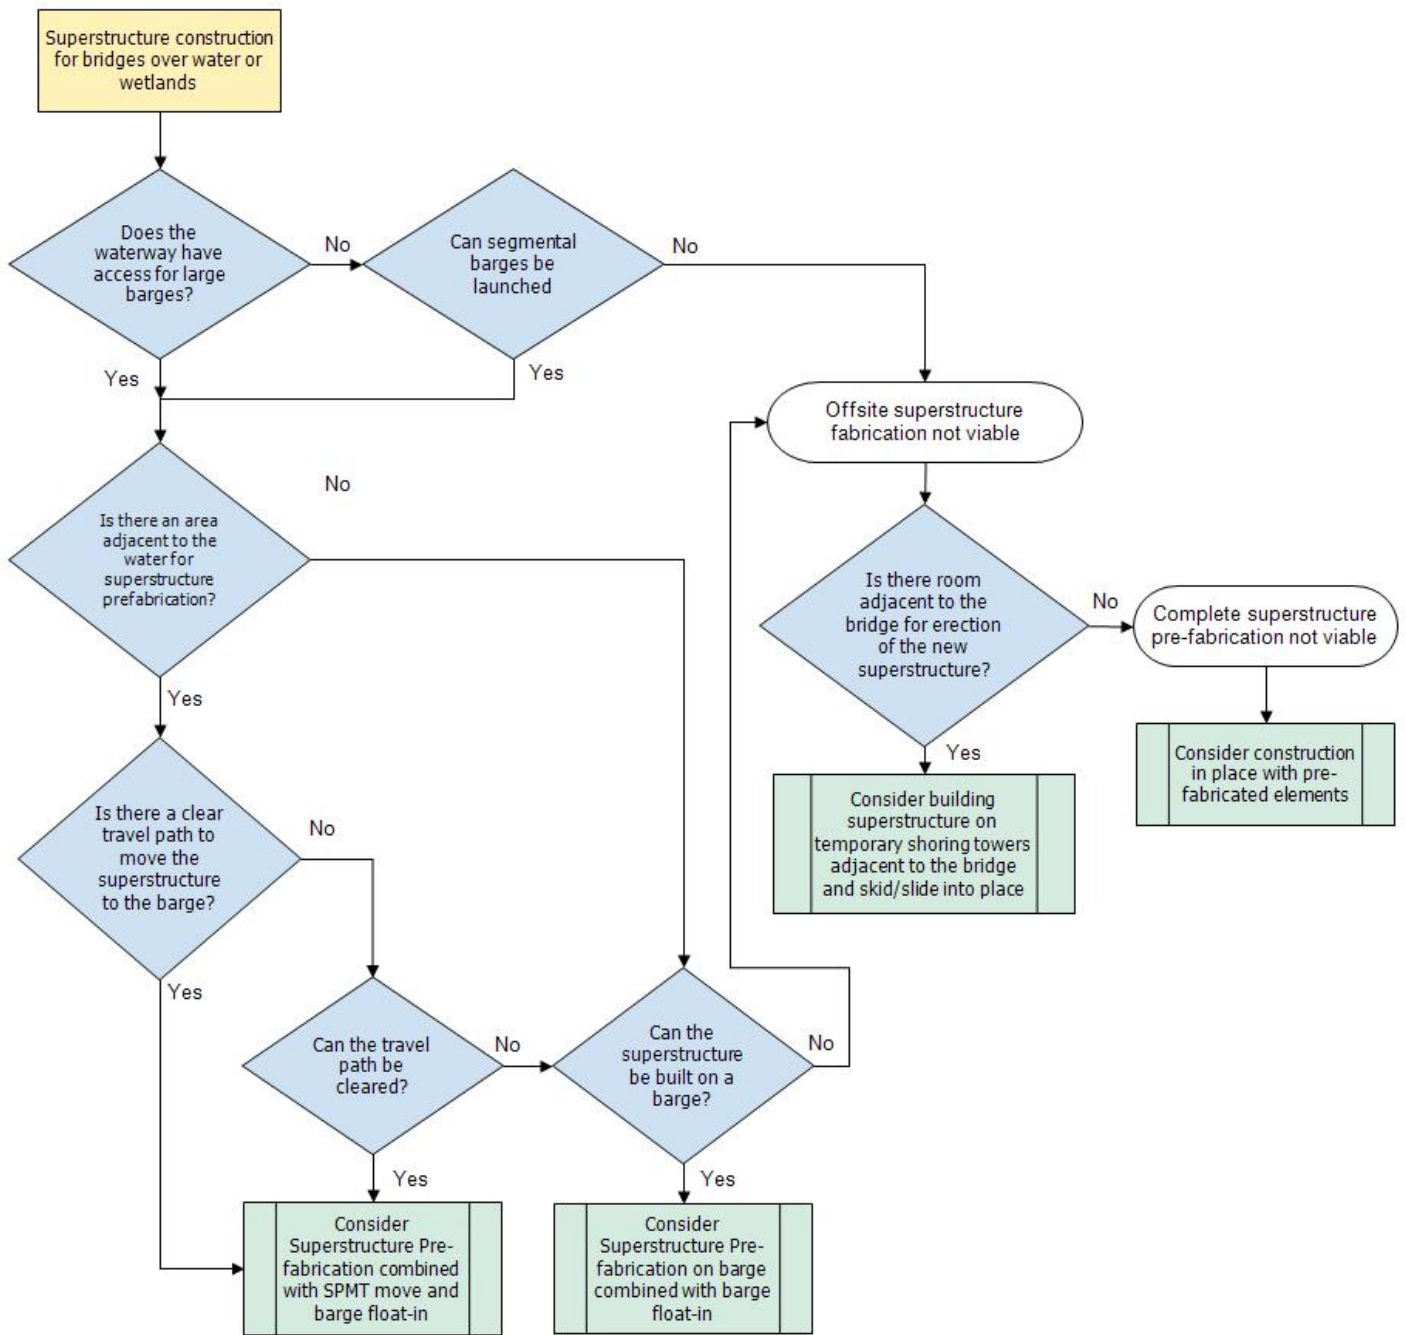 Superstructure construction
for bridges over water or
wetlands
Does the
waterway have
access for large
barges?
No
Can segmental
barges be
launched
No
Yes
Yes
Offsite superstructure
fabrication not viable
Is there an area
adjacent to the
water for
superstructure
prefabrication?
No
Is there room
adjacent to the
bridge for erection
of the new
superstructure?
No
Complete superstructure
pre-fabrication not viable
Yes
Yes
Consider construction
in place with pre-
fabricated elements
Is there a clear
travel path to
move the
superstructure
to the barge?
No
Consider building
superstructure on
temporary shoring towers
adjacent to the bridge
and skid/slide into place
Yes
Can the travel
path be
cleared?
No
Can the
superstructure
be built on a
barge?
No
Yes
Yes
Consider
Superstructure Pre-
fabrication combined
with SPMT move and
barge float-in
Consider
Superstructure Pre-
fabrication on barge
combined with barge
float-in